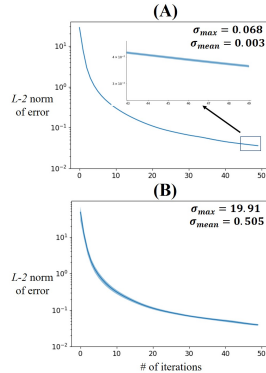 (A)
σmax = 0.068
σmean = 0.003
10¹
10⁰
10⁻¹
10⁻²
L-2 norm
of error
0 10 20 30 40 50
(B)
σmax = 19.91
σmean = 0.505
10¹
10⁰
10⁻¹
10⁻²
L-2 norm
of error
0 10 20 30 40 50
# of iterations